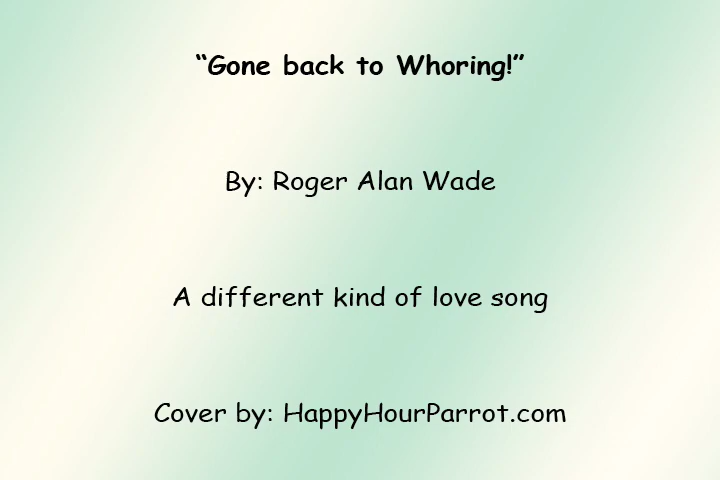 “Gone back to Whoring!”
By: Roger Alan Wade
A different kind of love song
Cover by: HappyHourParrot.com